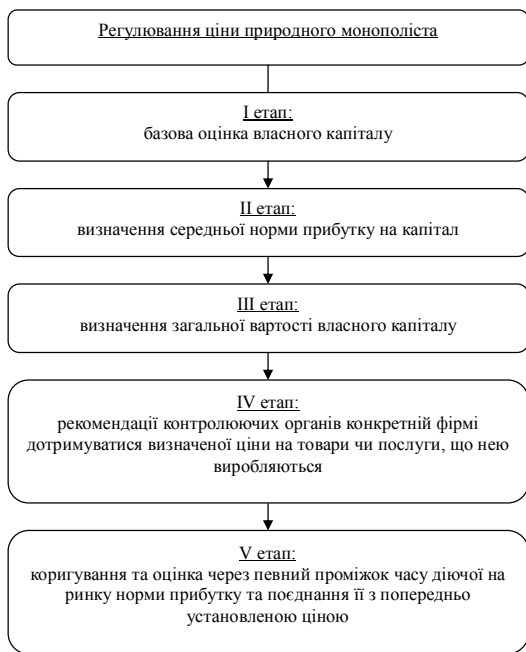 Регулювання ціни природного монополіста
І етап:
базова оцінка власного капіталу
ІІ етап:
визначення середньої норми прибутку на капітал
ІІІ етап:
визначення загальної вартості власного капіталу
IV етап:
рекомендації контролюючих органів конкретній фірмі
дотримуватися визначеної ціни на товари чи послуги, що нею
виробляються
V етап:
коригування та оцінка через певний проміжок часу діючої на
ринку норми прибутку та поєднання її з попередньо
установленою ціною